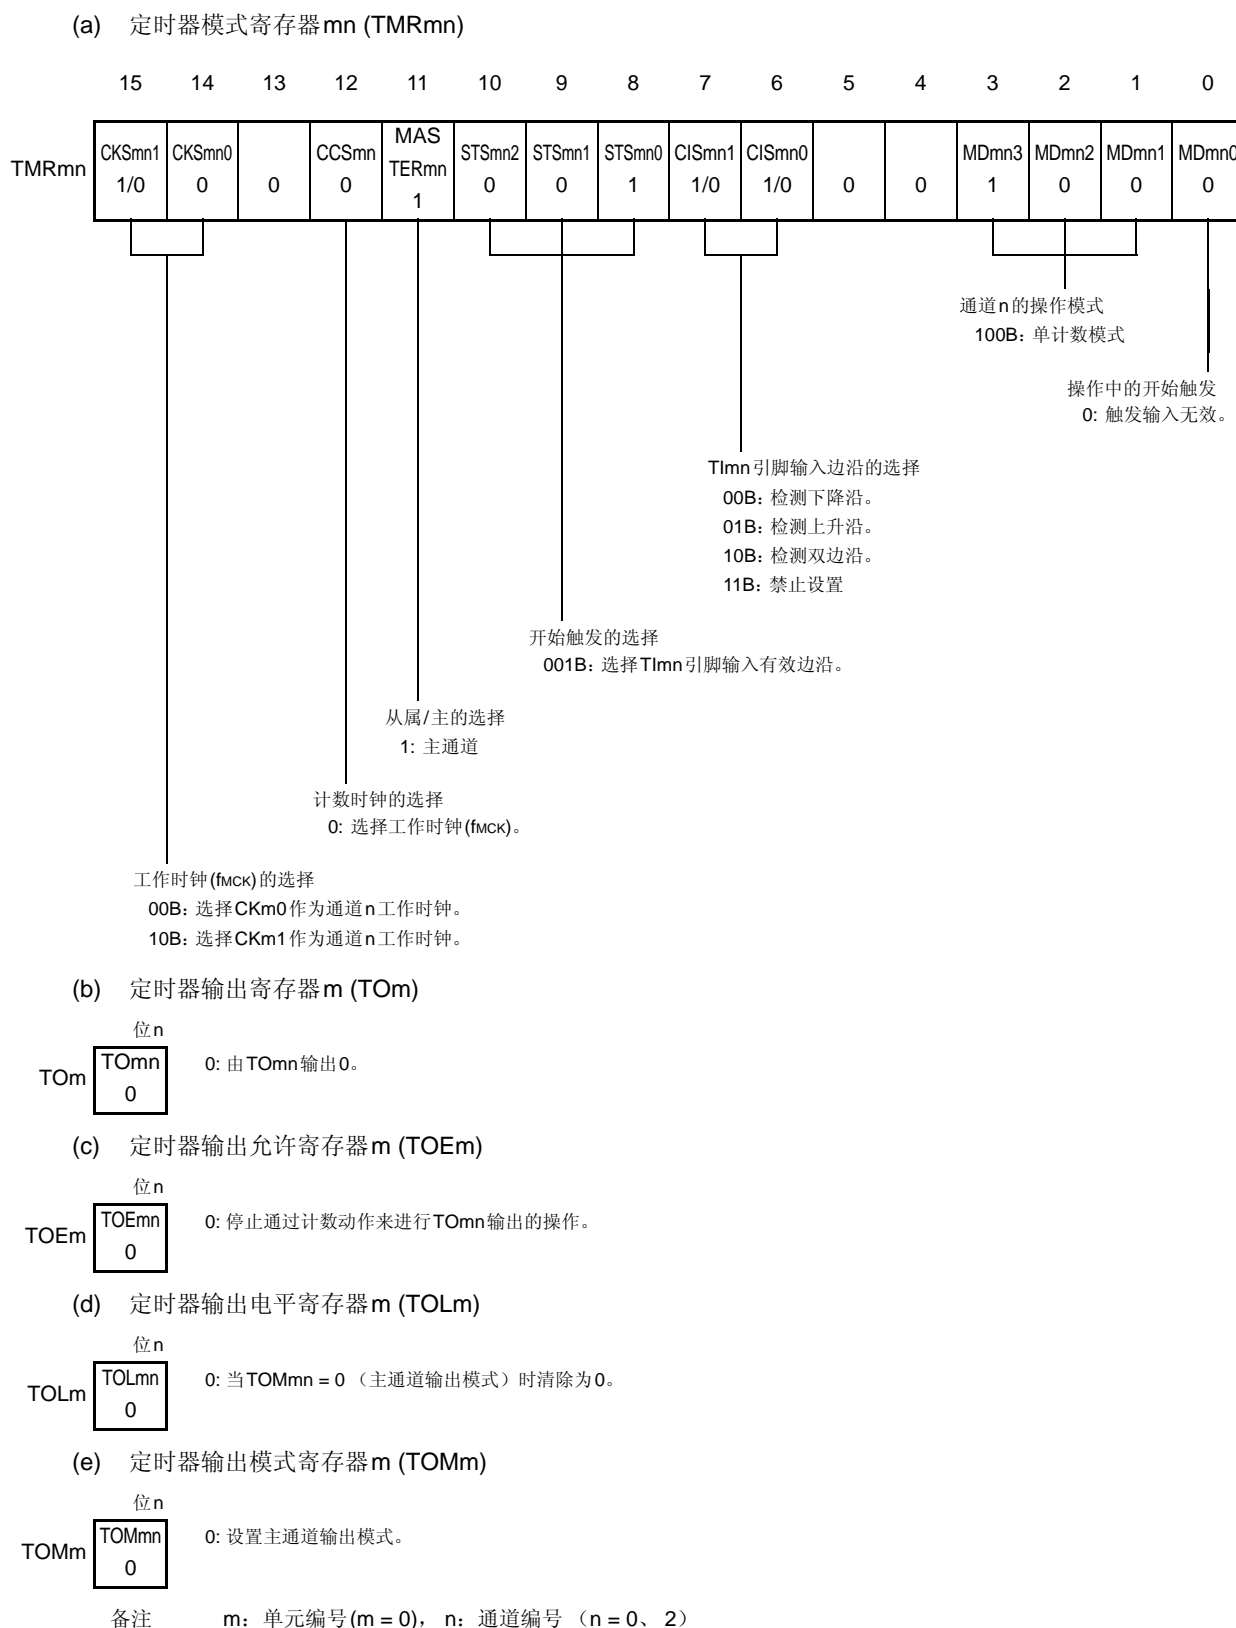 (a) 定时器模式寄存器mn (TMRmn)
15 14 13 12 11 10 9 8 7 6 5 4 3 2 1 0
TMRmn CKSmn1 CKSmn0 CCSmn MAS TERmn STSmn2 STSmn1 STSmn0 CISmn1 CISmn0 MDmn3 MDmn2 MDmn1 MDmn0
1/0 0 0 0 1 0 0 1 1/0 1/0 0 0 1 0 0 0
通道n的操作模式
100B: 单计数模式
操作中的开始触发
0: 触发输入无效。
TImn引脚输入边沿的选择
00B: 检测下降沿。
01B: 检测上升沿。
10B: 检测双边沿。
11B: 禁止设置
开始触发的选择
001B: 选择TImn引脚输入有效边沿。
从属/主的选择
1: 主通道
计数时钟的选择
0: 选择工作时钟(fMCK)。
工作时钟(fMCK)的选择
00B: 选择CKm0作为通道n工作时钟。
10B: 选择CKm1作为通道n工作时钟。
(b) 定时器输出寄存器m (TOm)
位n
TOm TOmn 0: 由TOmn输出0。
0
(c) 定时器输出允许寄存器m (TOEm)
位n
TOEm TOEmn 0: 停止通过计数动作来进行TOmn输出的操作。
0
(d) 定时器输出电平寄存器m (TOLm)
位n
TOLm TOLmn 0: 当TOMmn = 0 （主通道输出模式）时清除为0。
0
(e) 定时器输出模式寄存器m (TOMm)
位n
TOMm TOMmn 0: 设置主通道输出模式。
0
备注 m: 单元编号(m = 0), n: 通道编号 （n = 0、 2）